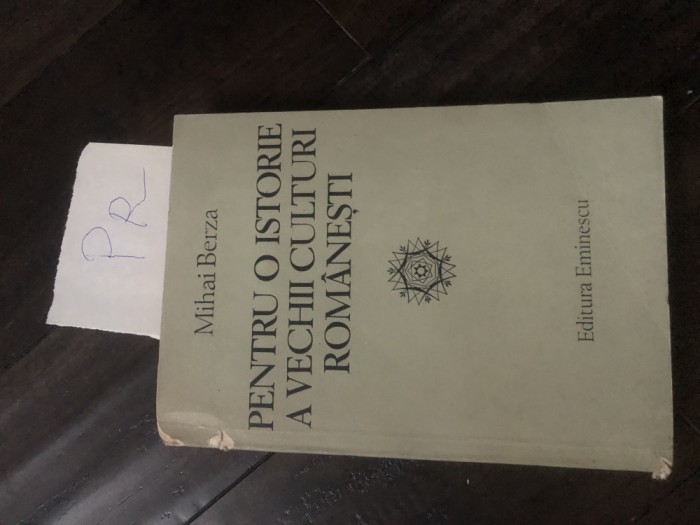 PR
Mihai Berza
PENTRU O ISTORIE
A VECHII CULTURI
ROMÂNEȘTI
Editura Eminescu